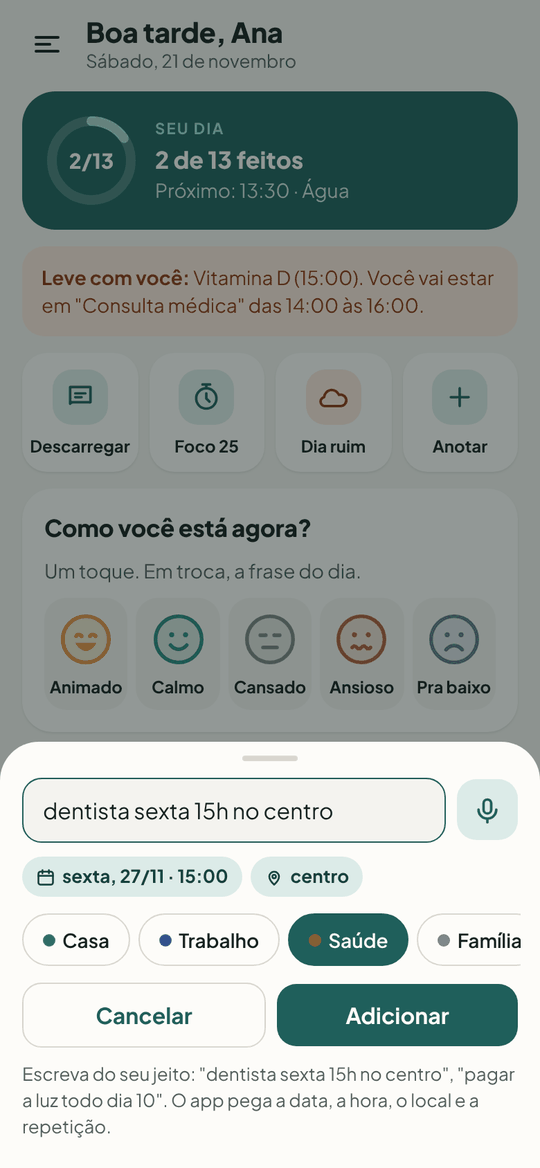 Boa tarde, Ana
Sábado, 21 de novembro
2/13
SEU DIA
2 de 13 feitos
Próximo: 13:30 · Água
Leve com você: Vitamina D (15:00). Você vai estar
em "Consulta médica" das 14:00 às 16:00.
Descarregar
Foco 25
Dia ruim
Anotar
Como você está agora?
Um toque. Em troca, a frase do dia.
Animado
Calmo
Cansado
Ansioso
Pra baixo
dentista sexta 15h no centro
sexta, 27/11 · 15:00
centro
Casa
Trabalho
Saúde
Família
Cancelar
Adicionar
Escreva do seu jeito: "dentista sexta 15h no centro", "pagar
a luz todo dia 10". O app pega a data, a hora, o local e a
repetição.